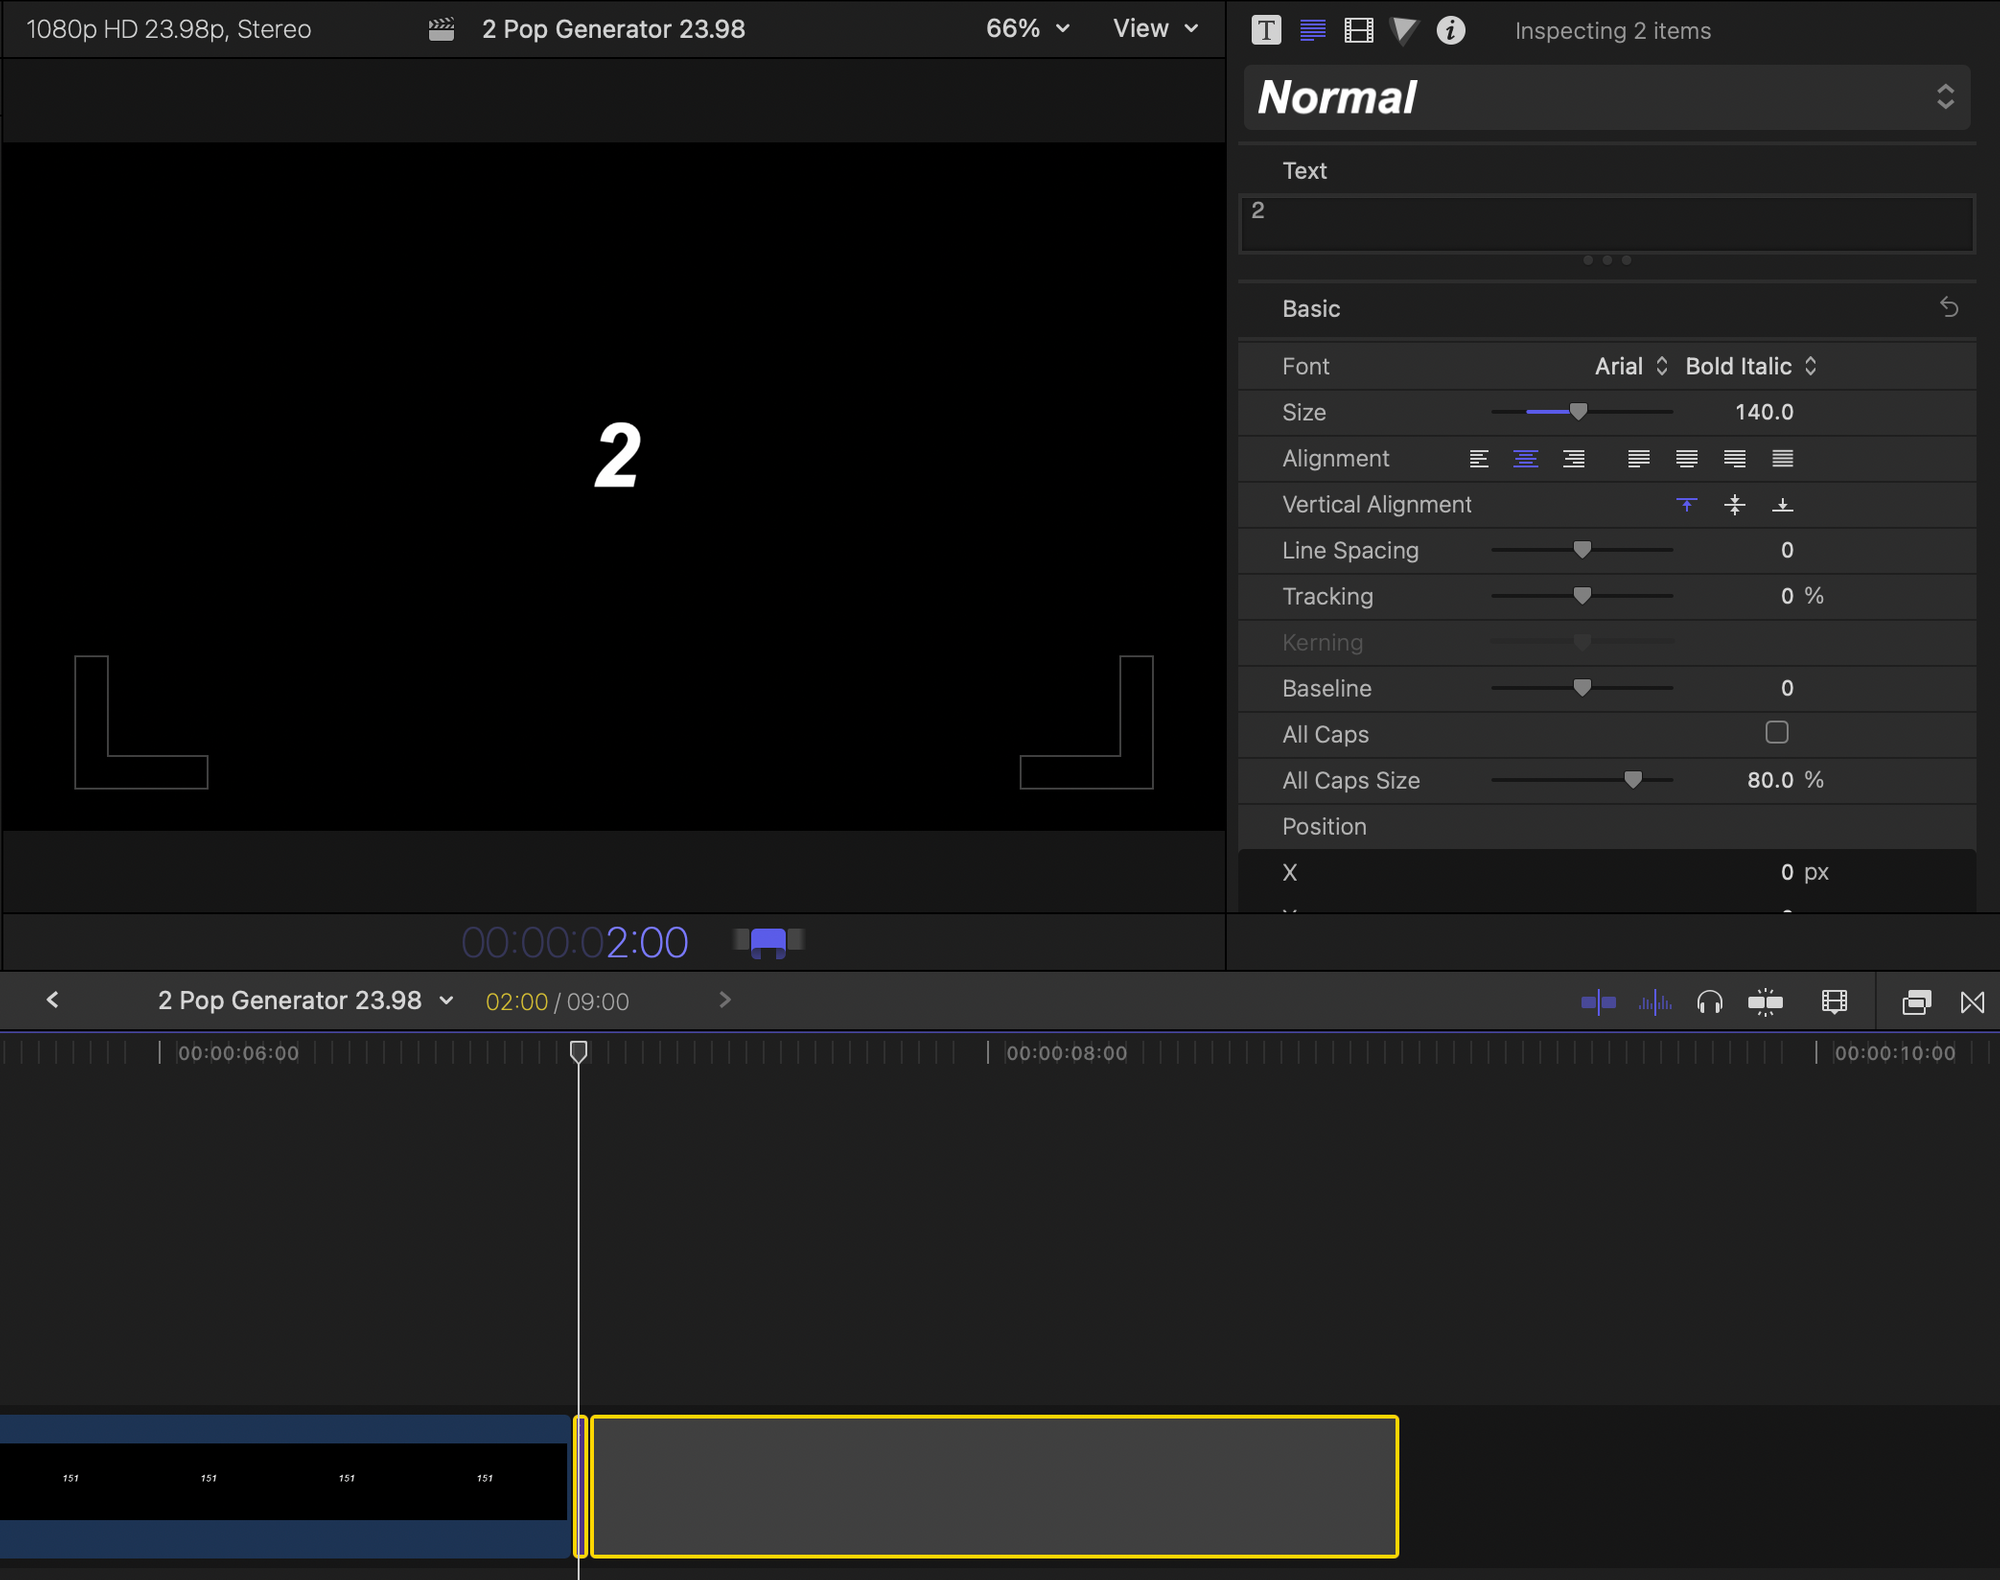 1080p HD 23.98p, Stereo
2 Pop Generator 23.98
66%
View
Inspecting 2 items
Normal
Text
2
Basic
Font Arial Bold Italic
Size 140.0
Alignment
Vertical Alignment
Line Spacing 0
Tracking 0 %
Kerning
Baseline 0
All Caps
All Caps Size 80.0 %
Position
X 0 px
2
00:00:02:00
2 Pop Generator 23.98 02:00 / 09:00
00:00:06:00 00:00:08:00 00:00:10:00
151 151 151 151